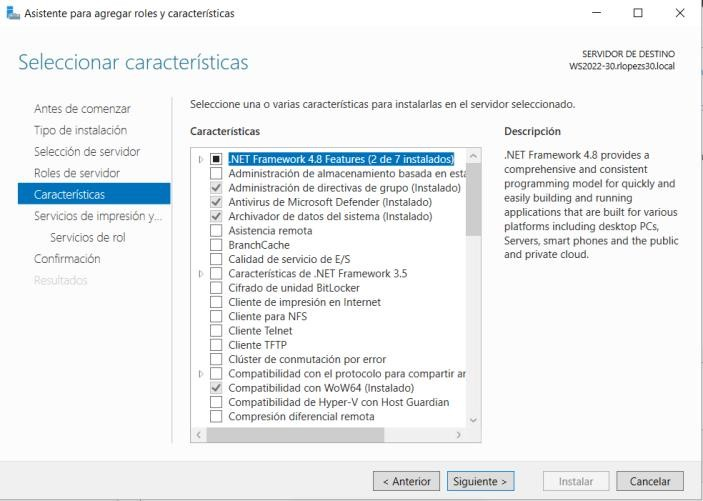 Asistente para agregar roles y características
Seleccionar características
SERVIDOR DE DESTINO
WS2022-30.rlopezs30.local
Antes de comenzar
Tipo de instalación
Selección de servidor
Roles de servidor
Características
Servicios de impresión y...
Servicios de rol
Confirmación
Resultados
Seleccione una o varias características para instalarlas en el servidor seleccionado.
Características
.NET Framework 4.8 Features (2 de 7 instalados)
Administración de almacenamiento basada en está
Administración de directivas de grupo (Instalado)
Antivirus de Microsoft Defender (Instalado)
Archivador de datos del sistema (Instalado)
Asistencia remota
BranchCache
Calidad de servicio de E/S
Características de .NET Framework 3.5
Cifrado de unidad BitLocker
Cliente de impresión en Internet
Cliente para NFS
Cliente Telnet
Cliente TFTP
Clúster de conmutación por error
Compatibilidad con el protocolo para compartir ar
Compatibilidad con WoW64 (Instalado)
Compatibilidad de Hyper-V con Host Guardian
Compresión diferencial remota
Descripción
.NET Framework 4.8 provides a
comprehensive and consistent
programming model for quickly and
easily building and running
applications that are built for various
platforms including desktop PCs,
Servers, smart phones and the public
and private cloud.
< Anterior
Siguiente >
Instalar
Cancelar